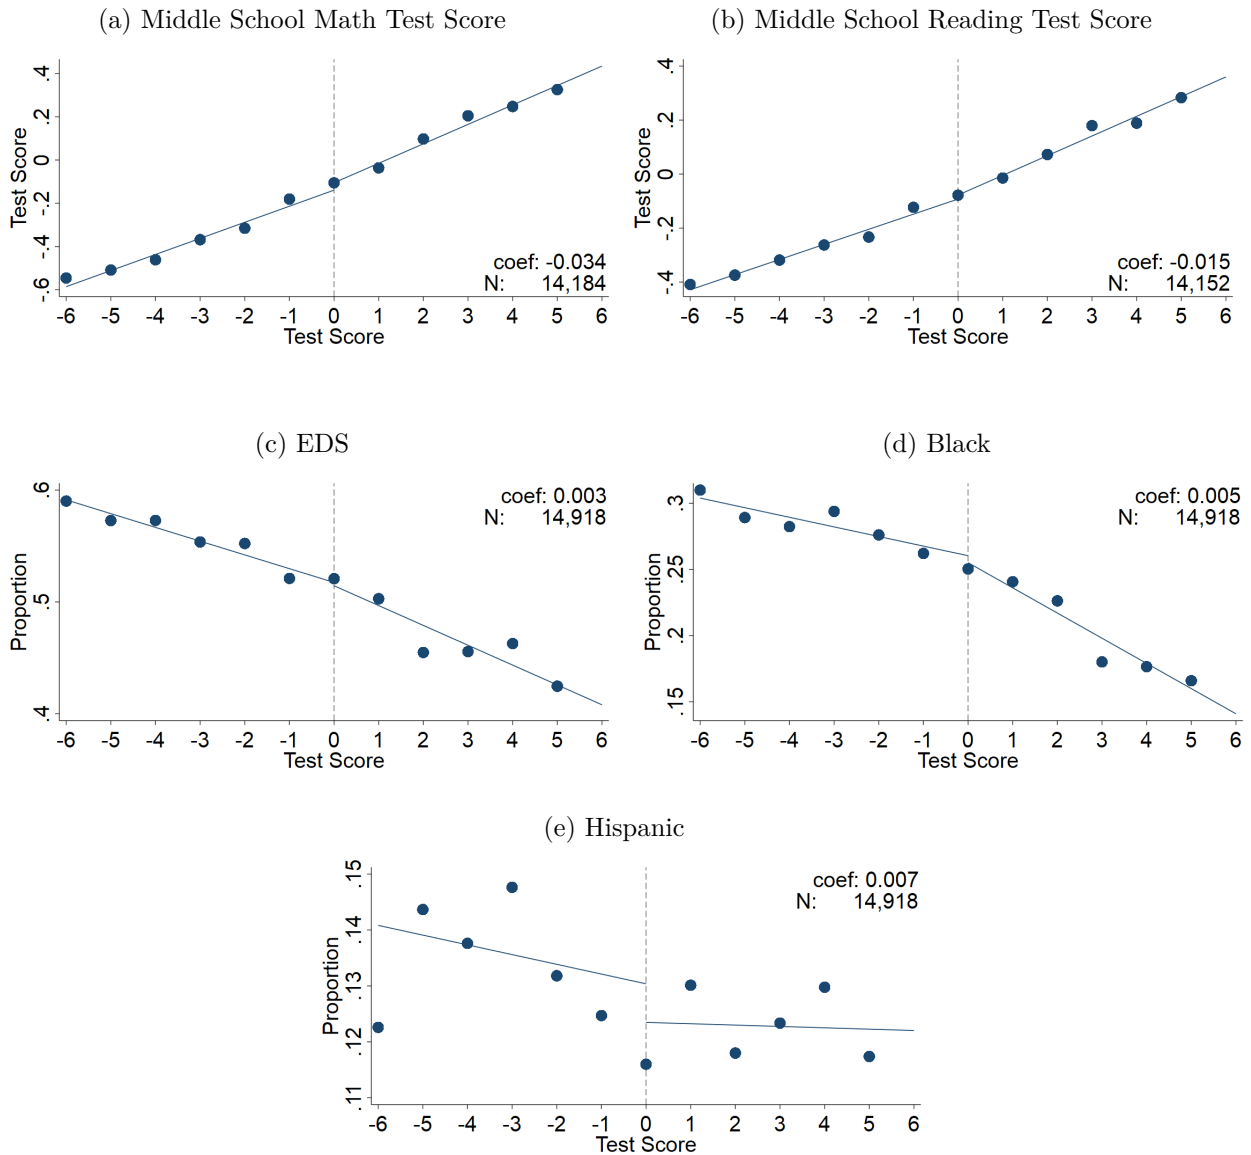 (a) Middle School Math Test Score
.4
.2
0
-.2
-.4
-.6
Test Score
coef: -0.034
N: 14,184
-6 -5 -4 -3 -2 -1 0 1 2 3 4 5 6
Test Score
(b) Middle School Reading Test Score
.4
.2
0
-.2
-.4
Test Score
coef: -0.015
N: 14,152
-6 -5 -4 -3 -2 -1 0 1 2 3 4 5 6
Test Score
(c) EDS
.6
.5
.4
Proportion
coef: 0.003
N: 14,918
-6 -5 -4 -3 -2 -1 0 1 2 3 4 5 6
Test Score
(d) Black
.3
.25
.2
.15
Proportion
coef: 0.005
N: 14,918
-6 -5 -4 -3 -2 -1 0 1 2 3 4 5 6
Test Score
(e) Hispanic
.15
.14
.13
.12
.11
Proportion
coef: 0.007
N: 14,918
-6 -5 -4 -3 -2 -1 0 1 2 3 4 5 6
Test Score